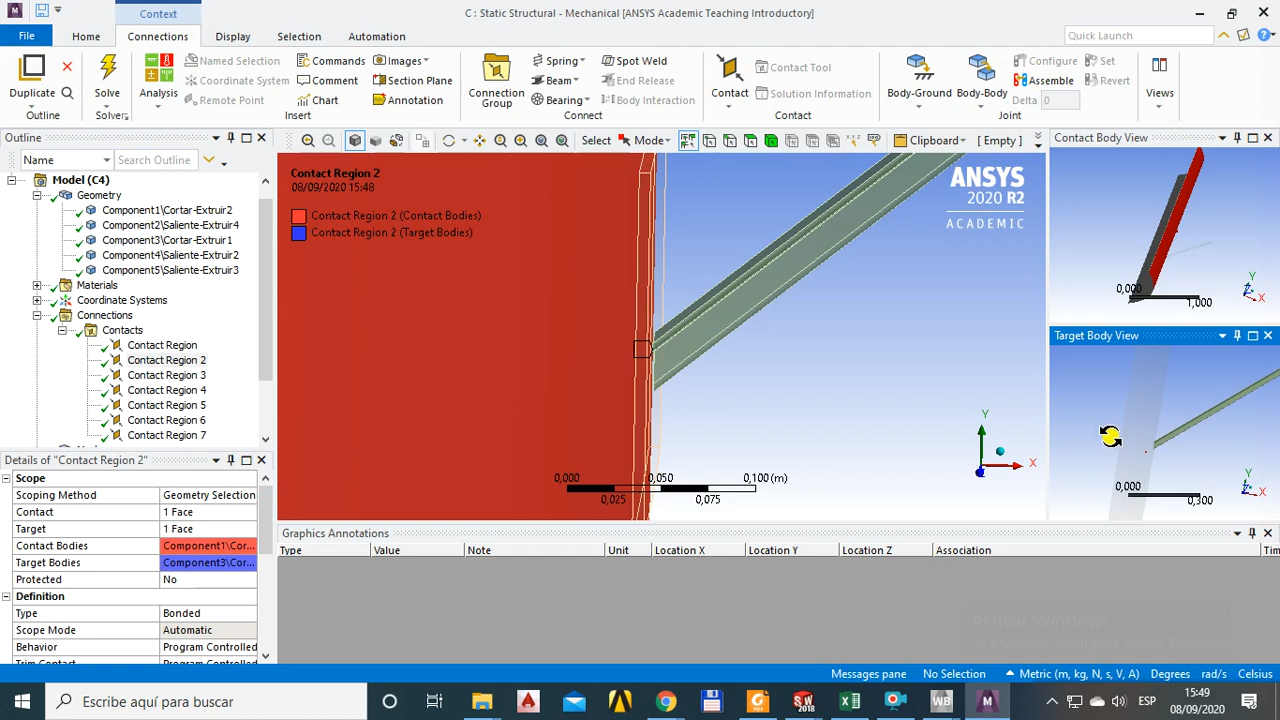 Context
C : Static Structural - Mechanical [ANSYS Academic Teaching Introductory]
File Home Connections Display Selection Automation
Quick Launch
Duplicate
Outline
Solve
Solver
Analysis
Named Selection
Coordinate System
Remote Point
Commands
Comment
Chart
Images
Section Plane
Annotation
Insert
Connection Group
Spring
Beam
Bearing
Spot Weld
End Release
Body Interaction
Connect
Contact
Contact Tool
Solution Information
Contact
Body-Ground
Body-Body
Configure
Assemble
Delta 0
Set
Revert
Joint
Views
Outline
Name
Search Outline
Select Mode
Clipboard [ Empty ]
Model (C4)
Geometry
Component1\Cortar-Extruir2
Component2\Saliente-Extruir4
Component3\Cortar-Extruir1
Component4\Saliente-Extruir2
Component5\Saliente-Extruir3
Materials
Coordinate Systems
Connections
Contacts
Contact Region
Contact Region 2
Contact Region 3
Contact Region 4
Contact Region 5
Contact Region 6
Contact Region 7
Contact Region 2
08/09/2020 15:48
Contact Region 2 (Contact Bodies)
Contact Region 2 (Target Bodies)
ANSYS
2020 R2
ACADEMIC
0,000 0,050 0,100 (m)
0,025 0,075
Y
X
Contact Body View
0,000
1,000
Y
X
Target Body View
0,000
0,300
Y
X
Details of "Contact Region 2"
Scope
Scoping Method Geometry Selection
Contact 1 Face
Target 1 Face
Contact Bodies Component1\Cor...
Target Bodies Component3\Cor...
Protected No
Definition
Type Bonded
Scope Mode Automatic
Behavior Program Controlled
Trim Contact Program Controlled
Graphics Annotations
Type Value Note Unit Location X Location Y Location Z Association Tim
Activar Windows
Messages pane No Selection Metric (m, kg, N, s, V, A) Degrees rad/s Celsius
Escribe aquí para buscar
ESP
15:49
08/09/2020